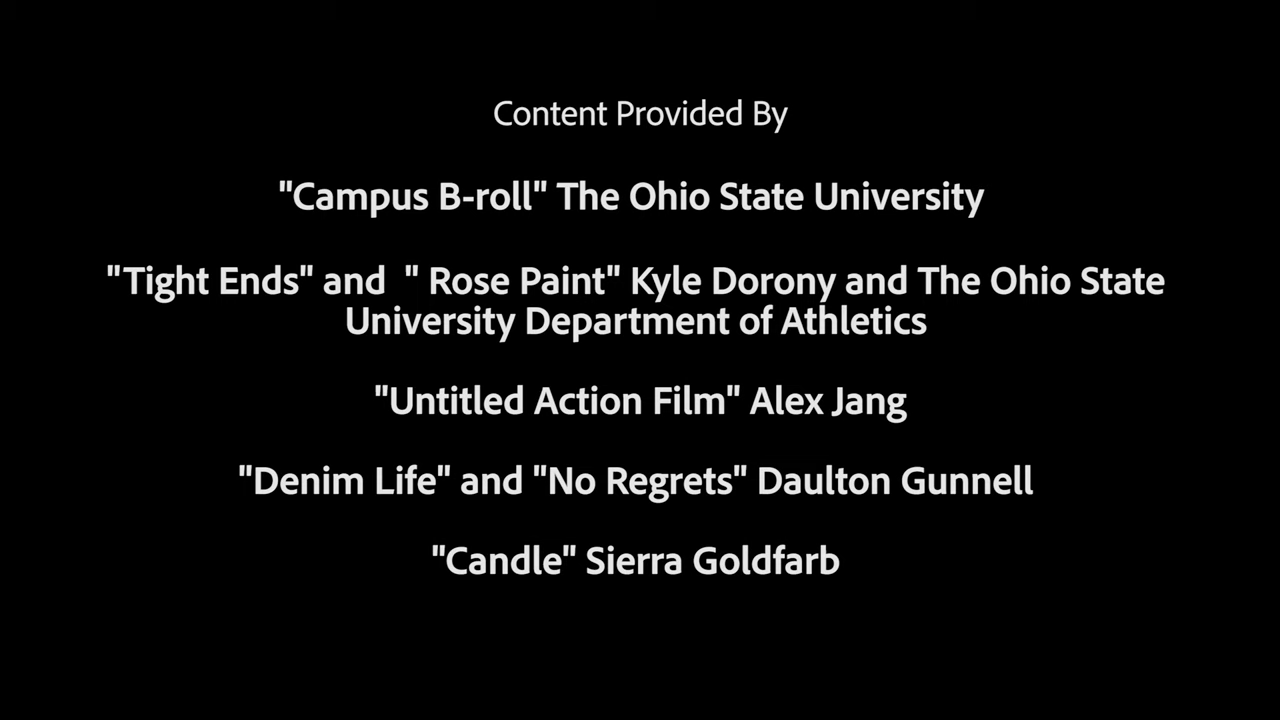 Content Provided By
"Campus B-roll" The Ohio State University
"Tight Ends" and  " Rose Paint" Kyle Dorony and The Ohio State
University Department of Athletics
"Untitled Action Film" Alex Jang
"Denim Life" and "No Regrets" Daulton Gunnell
"Candle" Sierra Goldfarb